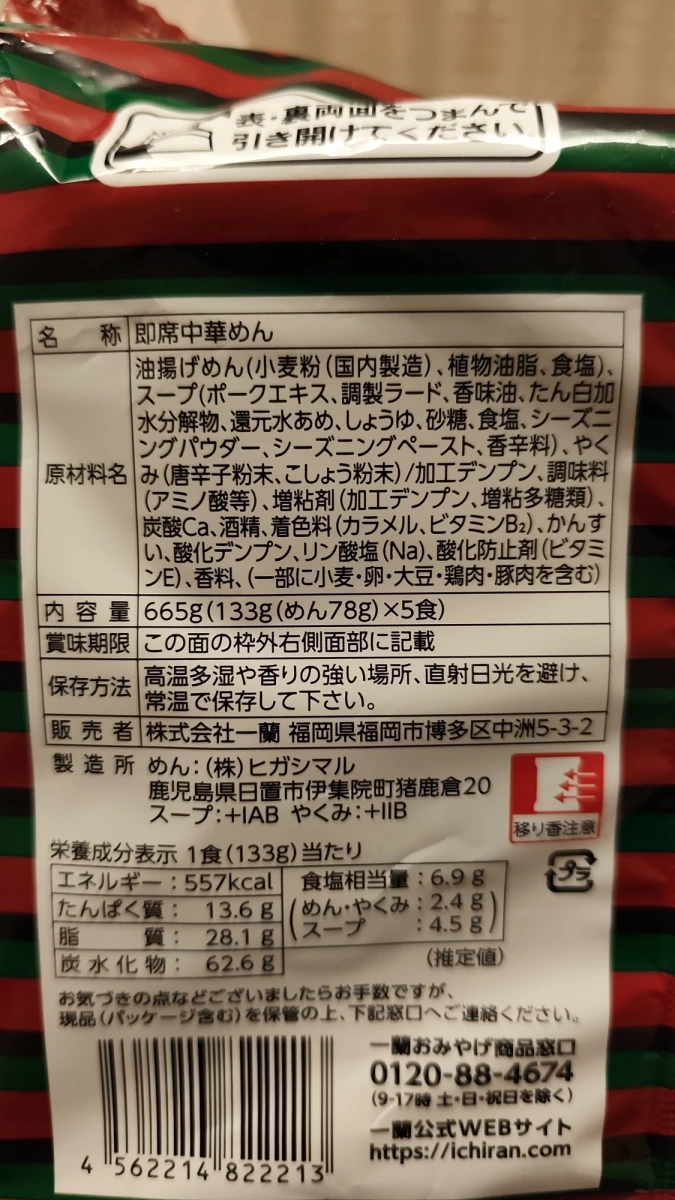 表・裏両面をつまんで
引き開けてください。
名 称 即席中華めん
原材料名
油揚げめん(小麦粉(国内製造)、植物油脂、食塩)、
スープ(ポークエキス、調製ラード、香味油、たん白加
水分解物、還元水あめ、しょうゆ、砂糖、食塩、シーズニ
ングパウダー、シーズニングペースト、香辛料)、やく
み(唐辛子粉末、こしょう粉末)/加工デンプン、調味料
(アミノ酸等)、増粘剤(加工デンプン、増粘多糖類)、
炭酸Ca、酒精、着色料(カラメル、ビタミンB₂)、かんす
い、酸化デンプン、リン酸塩(Na)、酸化防止剤(ビタミ
ンE)、香料、(一部に小麦・卵・大豆・鶏肉・豚肉を含む)
内容量 665g(133g(めん78g)×5食)
賞味期限 この面の枠外右側面部に記載
保存方法
高温多湿や香りの強い場所、直射日光を避け、
常温で保存して下さい。
販売者 株式会社一蘭 福岡県福岡市博多区中洲5-3-2
製造所 めん:(株)ヒガシマル
鹿児島県日置市伊集院町猪鹿倉20
スープ:+IAB やくみ:+IIB
移り香注意
プラ
栄養成分表示 1食(133g)当たり
エネルギー:557kcal
たんぱく質: 13.6g
脂質: 28.1g
炭水化物: 62.6g
食塩相当量:6.9g
(めん・やくみ:2.4g
スープ:4.5g)
(推定値)
お気づきの点などございましたらお手数ですが、
現品(パッケージ含む)を保管の上、下記窓口へご連絡ください。
4 562214 822213
一蘭おみやげ商品窓口
0120-88-4674
(9-17時 土・日・祝日を除く)
一蘭公式WEBサイト
https://ichiran.com